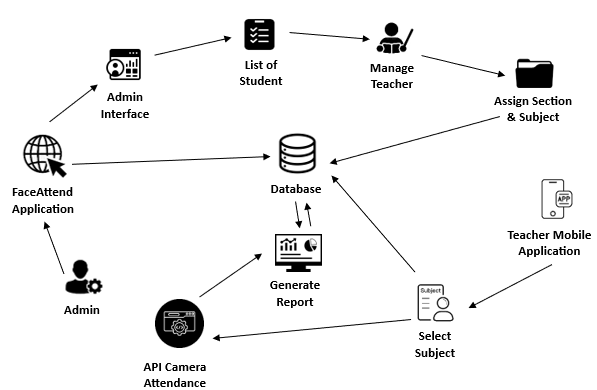 List of
Student
Manage
Teacher
Admin
Interface
Assign Section
& Subject
FaceAttend
Application
Database
APP
Teacher Mobile
Application
Admin
Generate
Report
Subject
Select
Subject
API Camera
Attendance